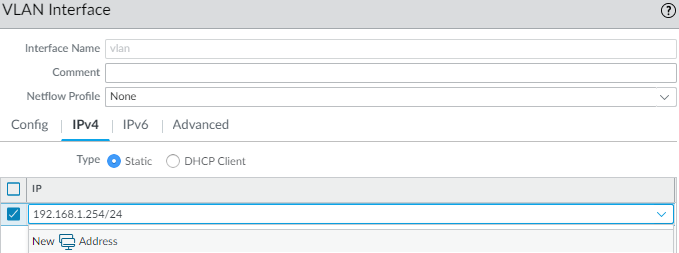 VLAN Interface
Interface Name vlan
Comment
Netflow Profile None
Config IPv4 IPv6 Advanced
Type Static DHCP Client
IP
192.168.1.254/24
New Address